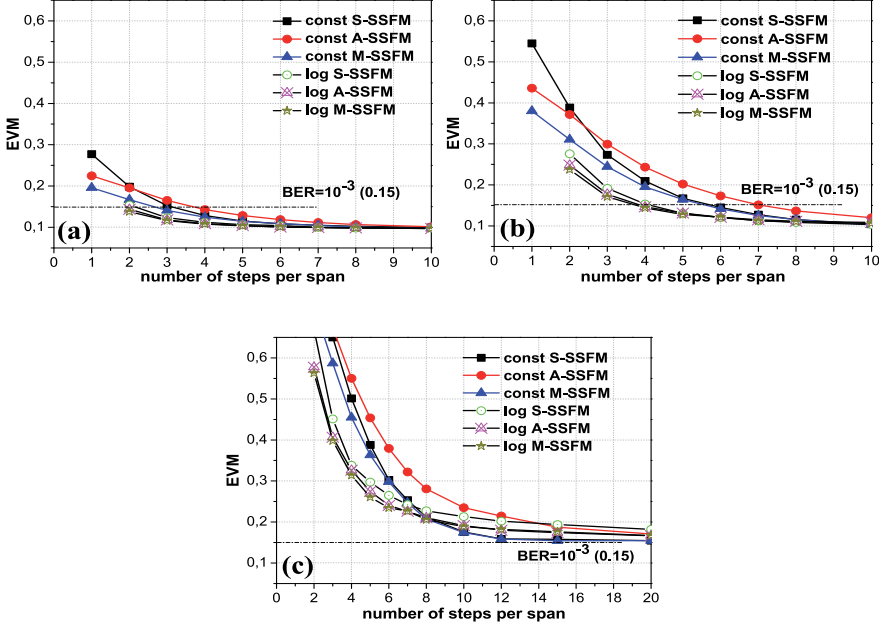 const S-SSFM
const A-SSFM
const M-SSFM
log S-SSFM
log A-SSFM
log M-SSFM
0,6
0,5
0,4
0,3
0,2
0,1
EVM
BER=10⁻³ (0.15)
(a)
0 1 2 3 4 5 6 7 8 9 10
number of steps per span
const S-SSFM
const A-SSFM
const M-SSFM
log S-SSFM
log A-SSFM
log M-SSFM
0,6
0,5
0,4
0,3
0,2
0,1
EVM
BER=10⁻³ (0.15)
(b)
0 1 2 3 4 5 6 7 8 9 10
number of steps per span
const S-SSFM
const A-SSFM
const M-SSFM
log S-SSFM
log A-SSFM
log M-SSFM
0,6
0,5
0,4
0,3
0,2
0,1
EVM
BER=10⁻³ (0.15)
(c)
0 2 4 6 8 10 12 14 16 18 20
number of steps per span